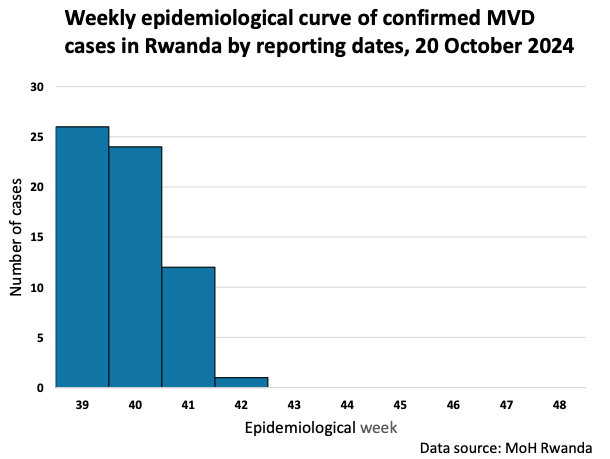 Weekly epidemiological curve of confirmed MVD
cases in Rwanda by reporting dates, 20 October 2024
30
25
20
15
10
5
0
Number of cases
39 40 41 42 43 44 45 46 47 48
Epidemiological week
Data source: MoH Rwanda